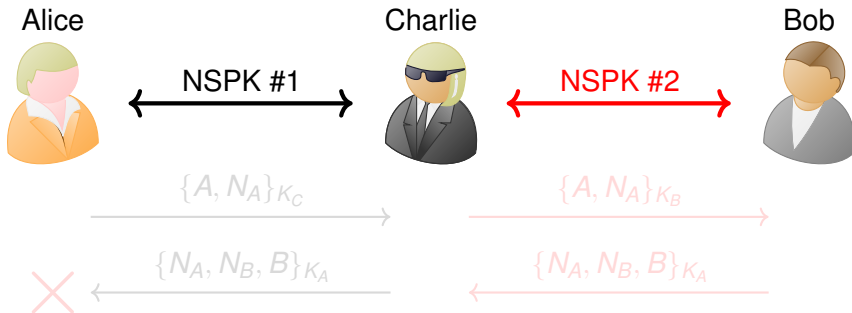 Alice Charlie Bob
NSPK #1 NSPK #2
{A, N_A}_{K_C} {A, N_A}_{K_B}
{N_A, N_B, B}_{K_A} {N_A, N_B, B}_{K_A}